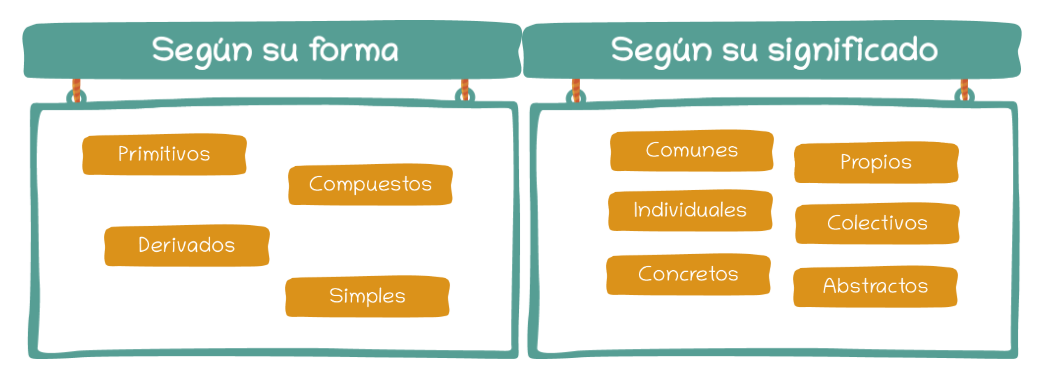 Según su forma
Primitivos
Compuestos
Derivados
Simples
Según su significado
Comunes
Propios
Individuales
Colectivos
Concretos
Abstractos